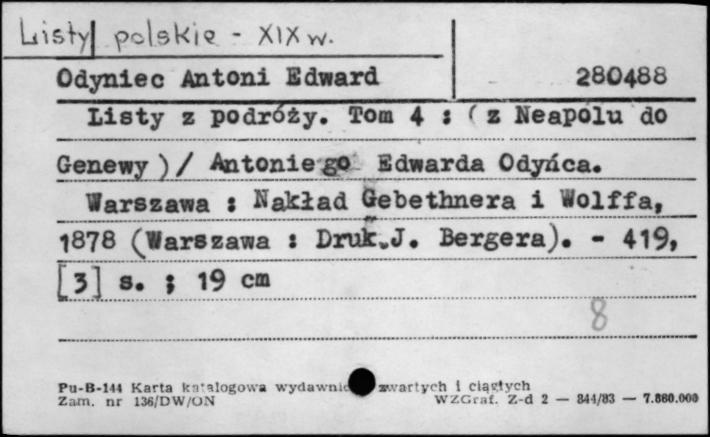 Listy polskie - XIX w.
Odyniec Antoni Edward 280488
Listy z podróży. Tom 4 : ( z Neapolu do
Genewy ) / Antoniego Edwarda Odyńca.
Warszawa : Nakład Gebethnera i Wolffa,
1878 (Warszawa : Druk. J. Bergera). - 419,
[3] s. ; 19 cm
8
Pu-B-144 Karta katalogowa wydawnic zwartych i ciągłych
Zam. nr 136/DW/ON WZGraf. Z-d 2 — 844/83 — 7.860.000